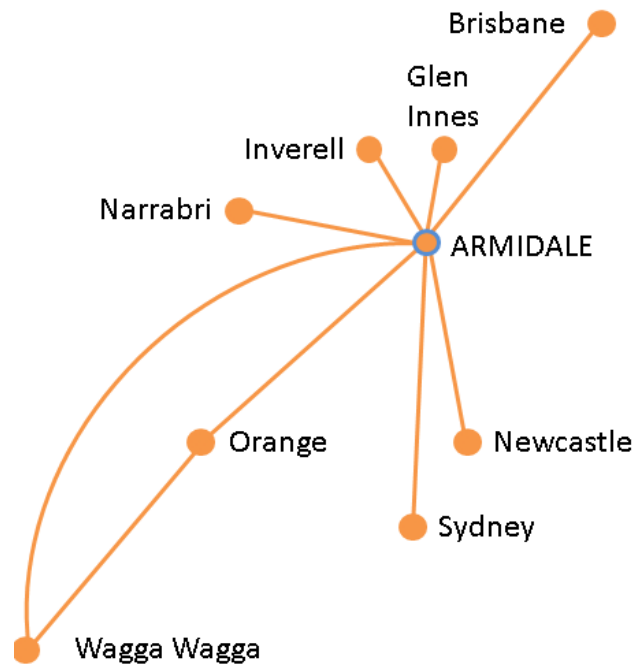 Brisbane
Glen
Innes
Inverell
Narrabri
ARMIDALE
Orange
Newcastle
Sydney
Wagga Wagga